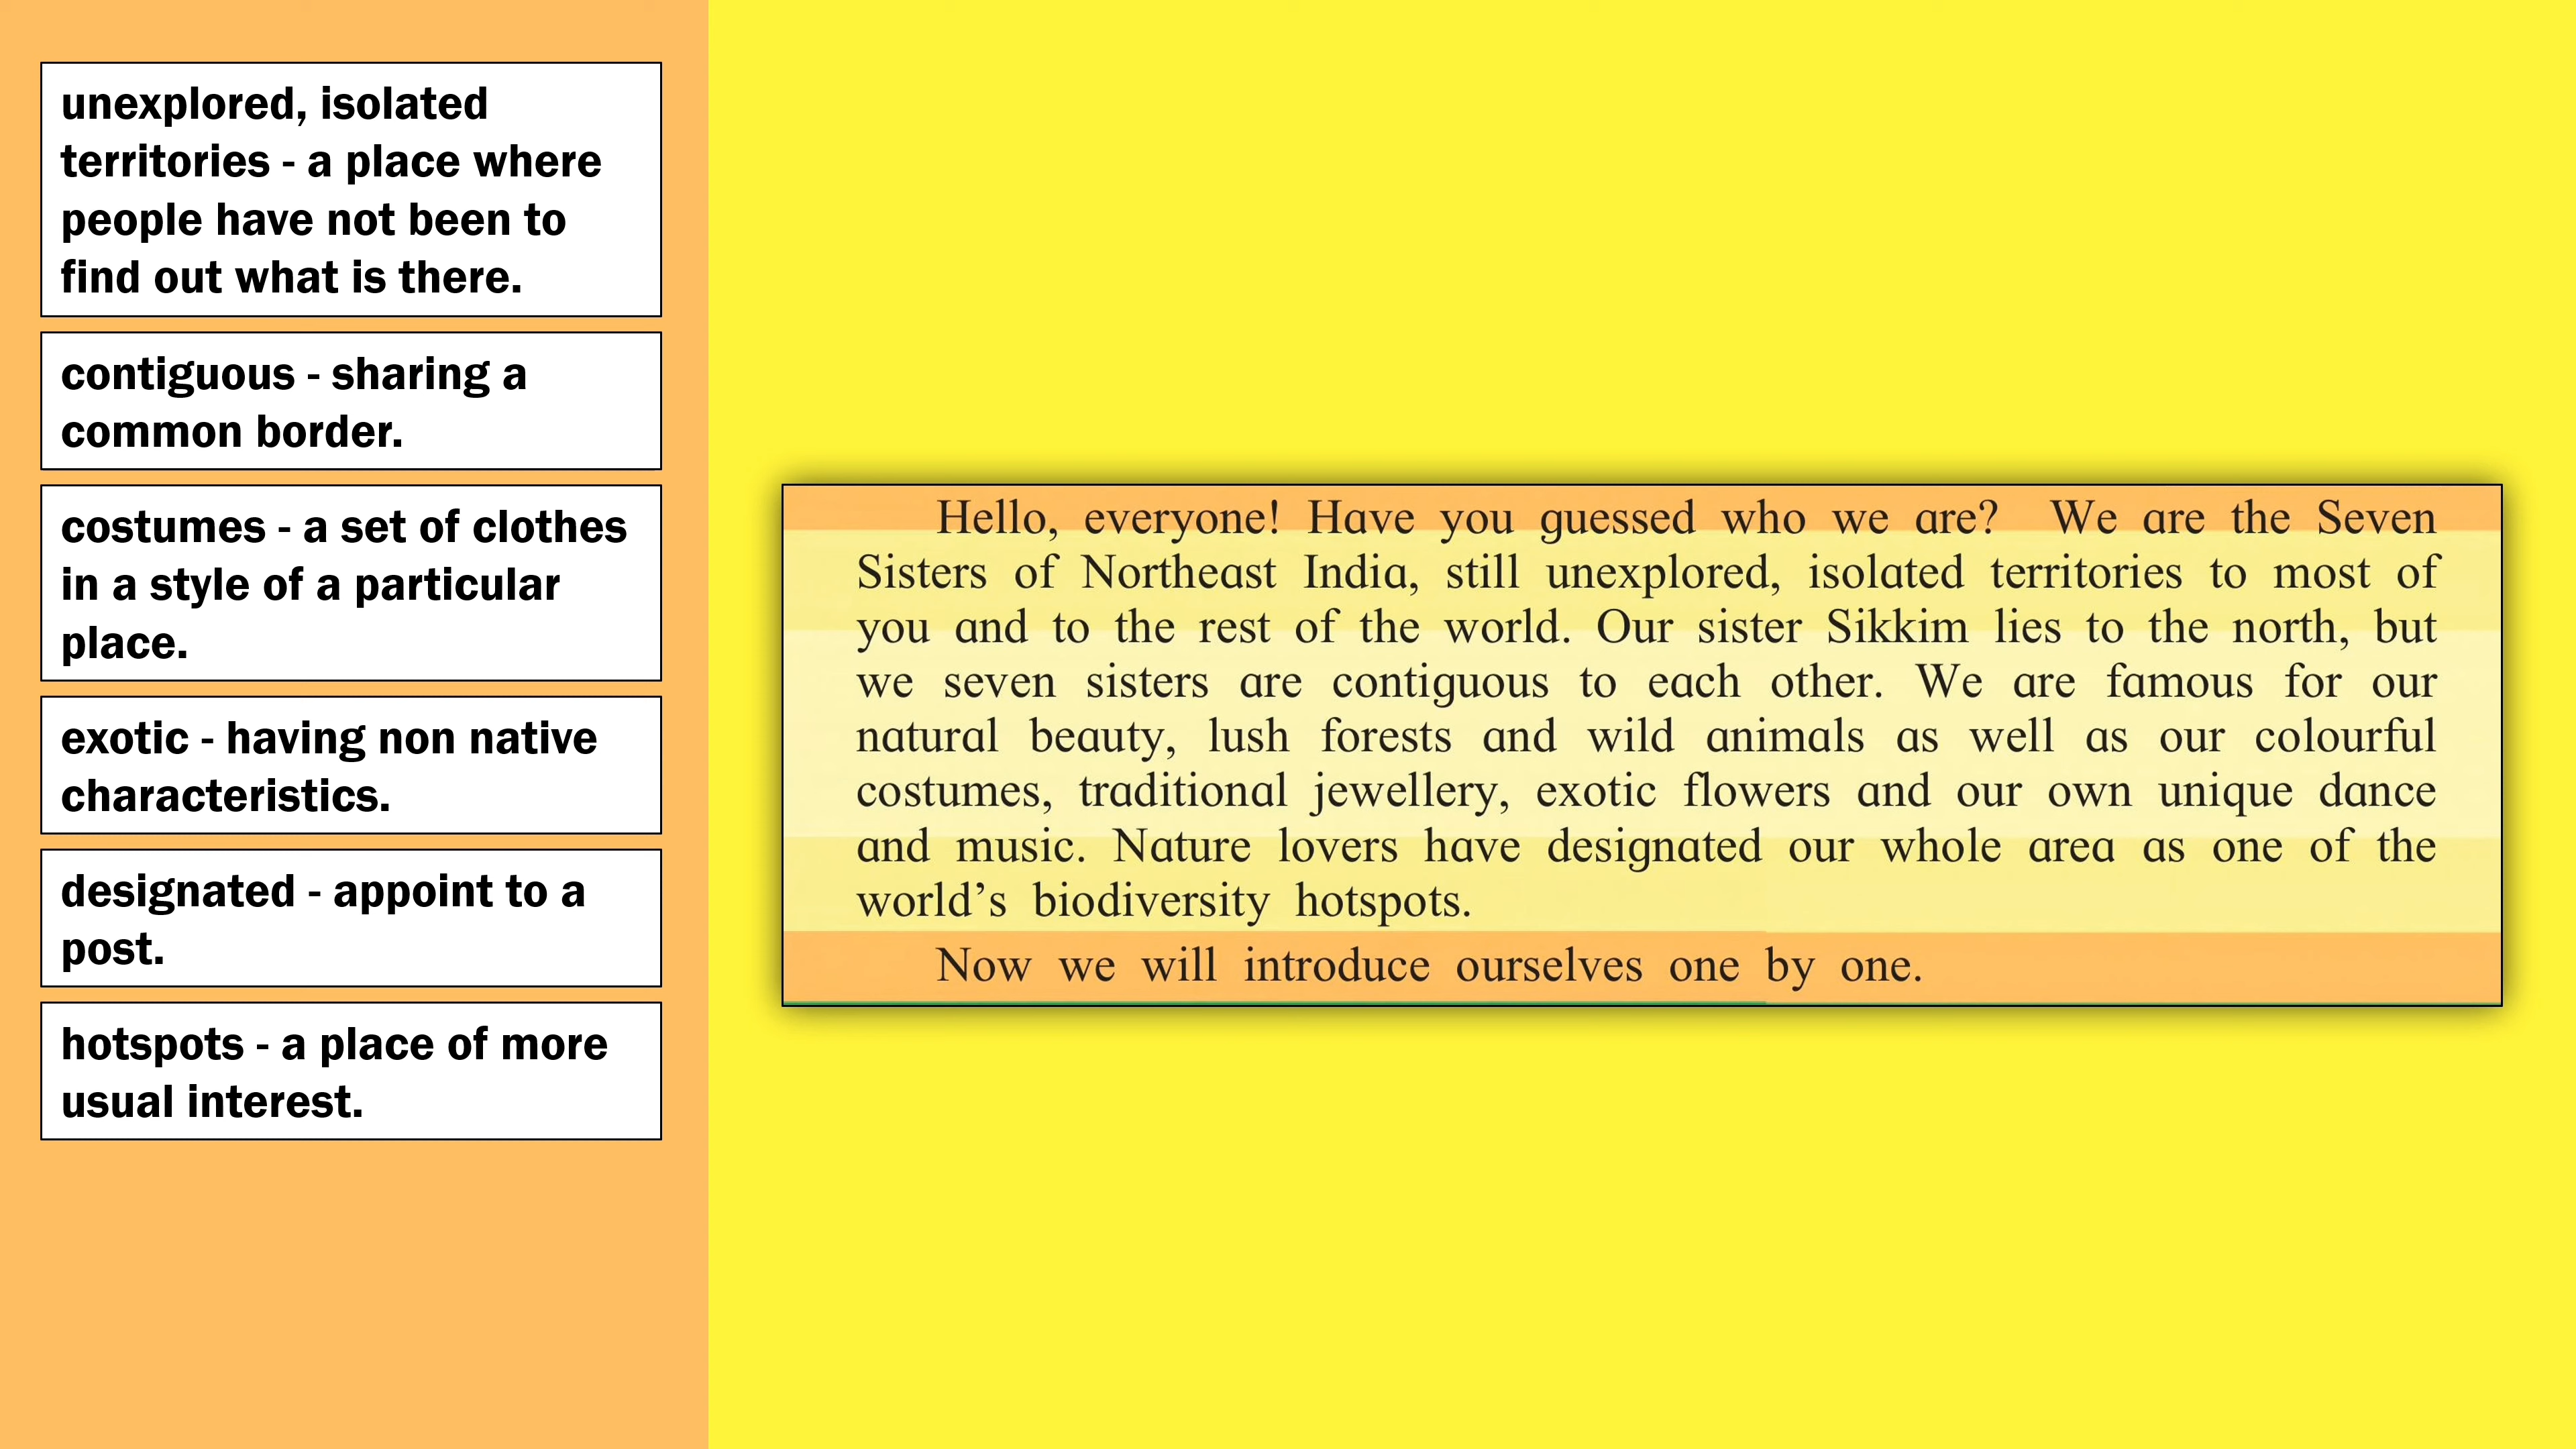 unexplored, isolated
territories - a place where
people have not been to
find out what is there.
contiguous - sharing a
common border.
costumes - a set of clothes
in a style of a particular
place.
exotic - having non native
characteristics.
designated - appoint to a
post.
hotspots - a place of more
usual interest.
Hello, everyone! Have you guessed who we are? We are the Seven
Sisters of Northeast India, still unexplored, isolated territories to most of
you and to the rest of the world. Our sister Sikkim lies to the north, but
we seven sisters are contiguous to each other. We are famous for our
natural beauty, lush forests and wild animals as well as our colourful
costumes, traditional jewellery, exotic flowers and our own unique dance
and music. Nature lovers have designated our whole area as one of the
world's biodiversity hotspots.
Now we will introduce ourselves one by one.